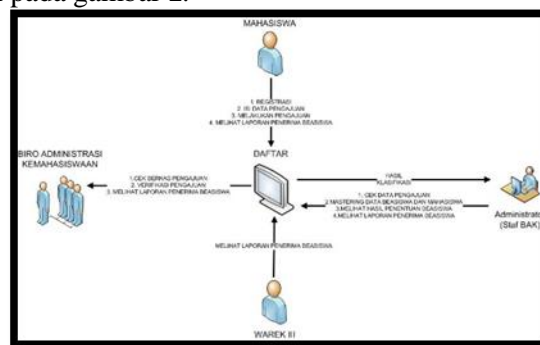 pada gambar 2.
MAHASISWA
1. REGISTRASI
2. ISI DATA PENGAJUAN
3. MELAKUKAN PENGAJUAN
4. MELIHAT LAPORAN PENERIMA BEASISWA
BIRO ADMINISTRASI
KEMAHASISWAAN
DAFTAR
1.CEK BERKAS PENGAJUAN
2. VERIFIKASI PENGAJUAN
3. MELIHAT LAPORAN PENERIMA BEASISWA
HASIL
KLASIFIKASI
1. CEK DATA PENGAJUAN
2.MASTERING DATA BEASISWA DAN MAHASISWA
3.MELIHAT HASIL PENENTUAN BEASISWA
4.MELIHAT LAPORAN PENERIMA BEASISWA
Administrato
(Staf BAK)
MELIHAT LAPORAN PENERIMA BEASISWA
WAREK III